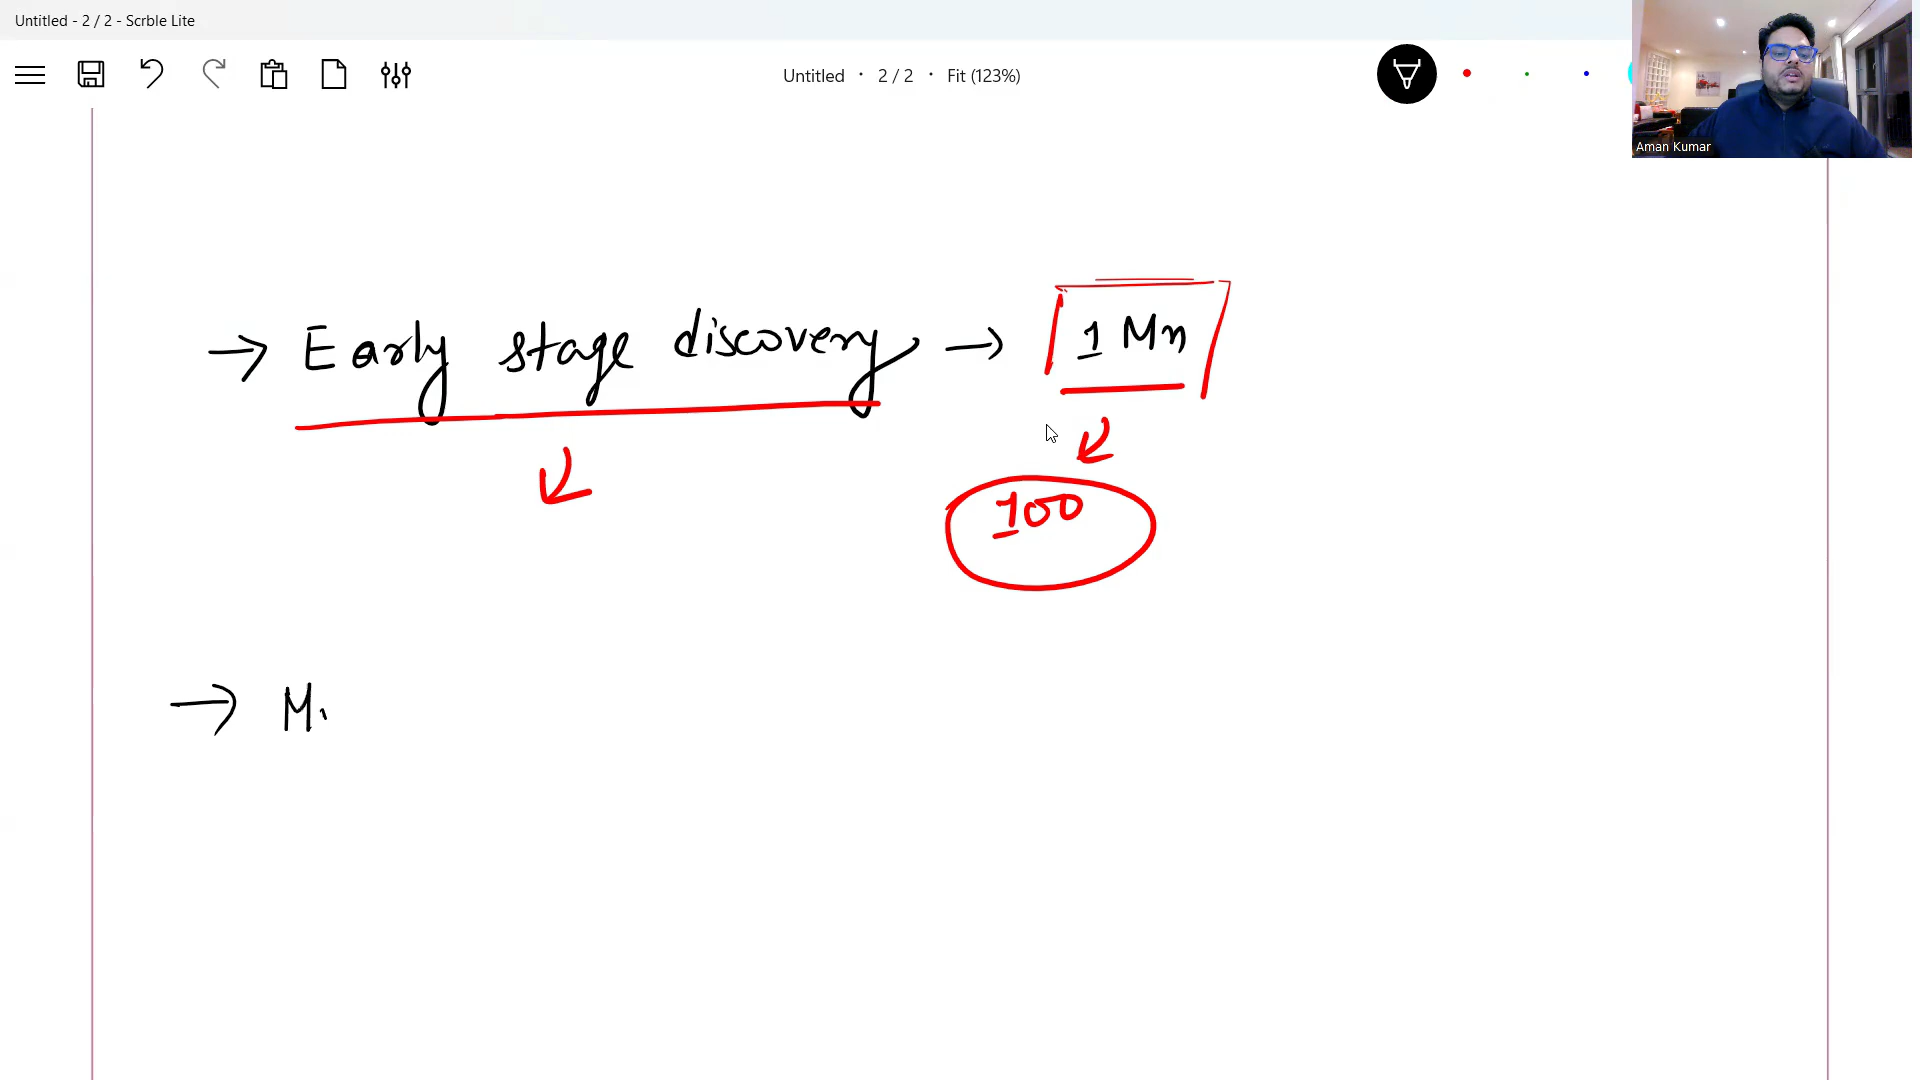 Untitled - 2 / 2 - Scrble Lite
Untitled · 2 / 2 · Fit (123%)
Aman Kumar
→ Early stage discovery → 1 Mn
100
→ M